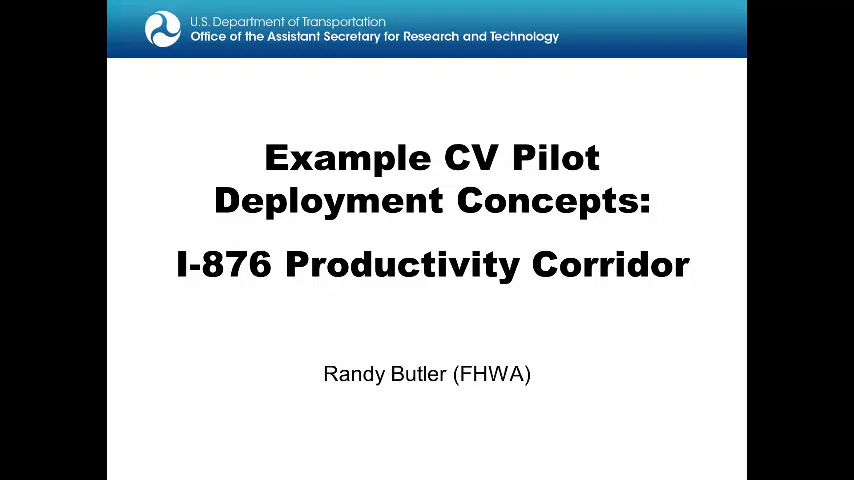 U.S. Department of Transportation
Office of the Assistant Secretary for Research and Technology
Example CV Pilot
Deployment Concepts:
I-876 Productivity Corridor
Randy Butler (FHWA)